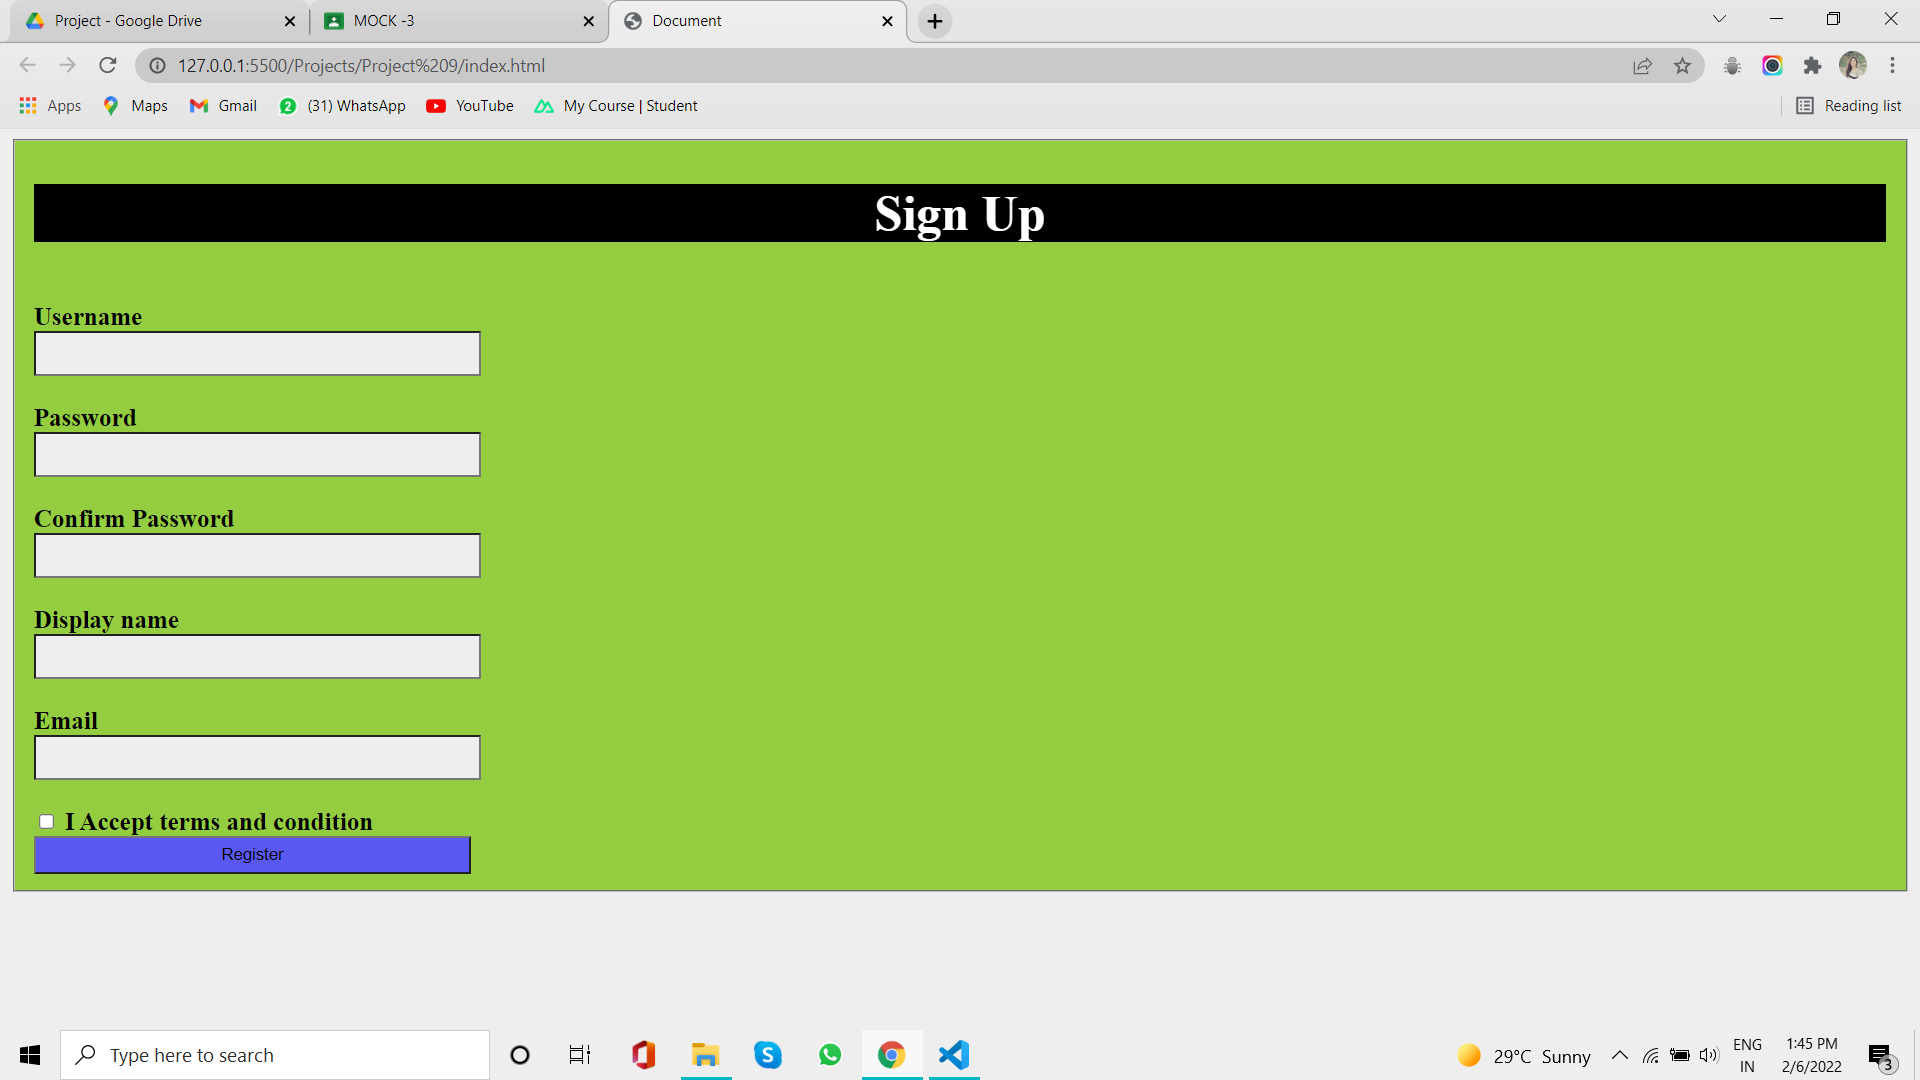 Project - Google Drive
MOCK -3
Document
127.0.0.1:5500/Projects/Project%209/index.html
Apps
Maps
Gmail
2
(31) WhatsApp
YouTube
My Course | Student
Reading list
Sign Up
Username
Password
Confirm Password
Display name
Email
I Accept terms and condition
Register
Type here to search
S
29°C Sunny
ENG
IN
1:45 PM
2/6/2022
3